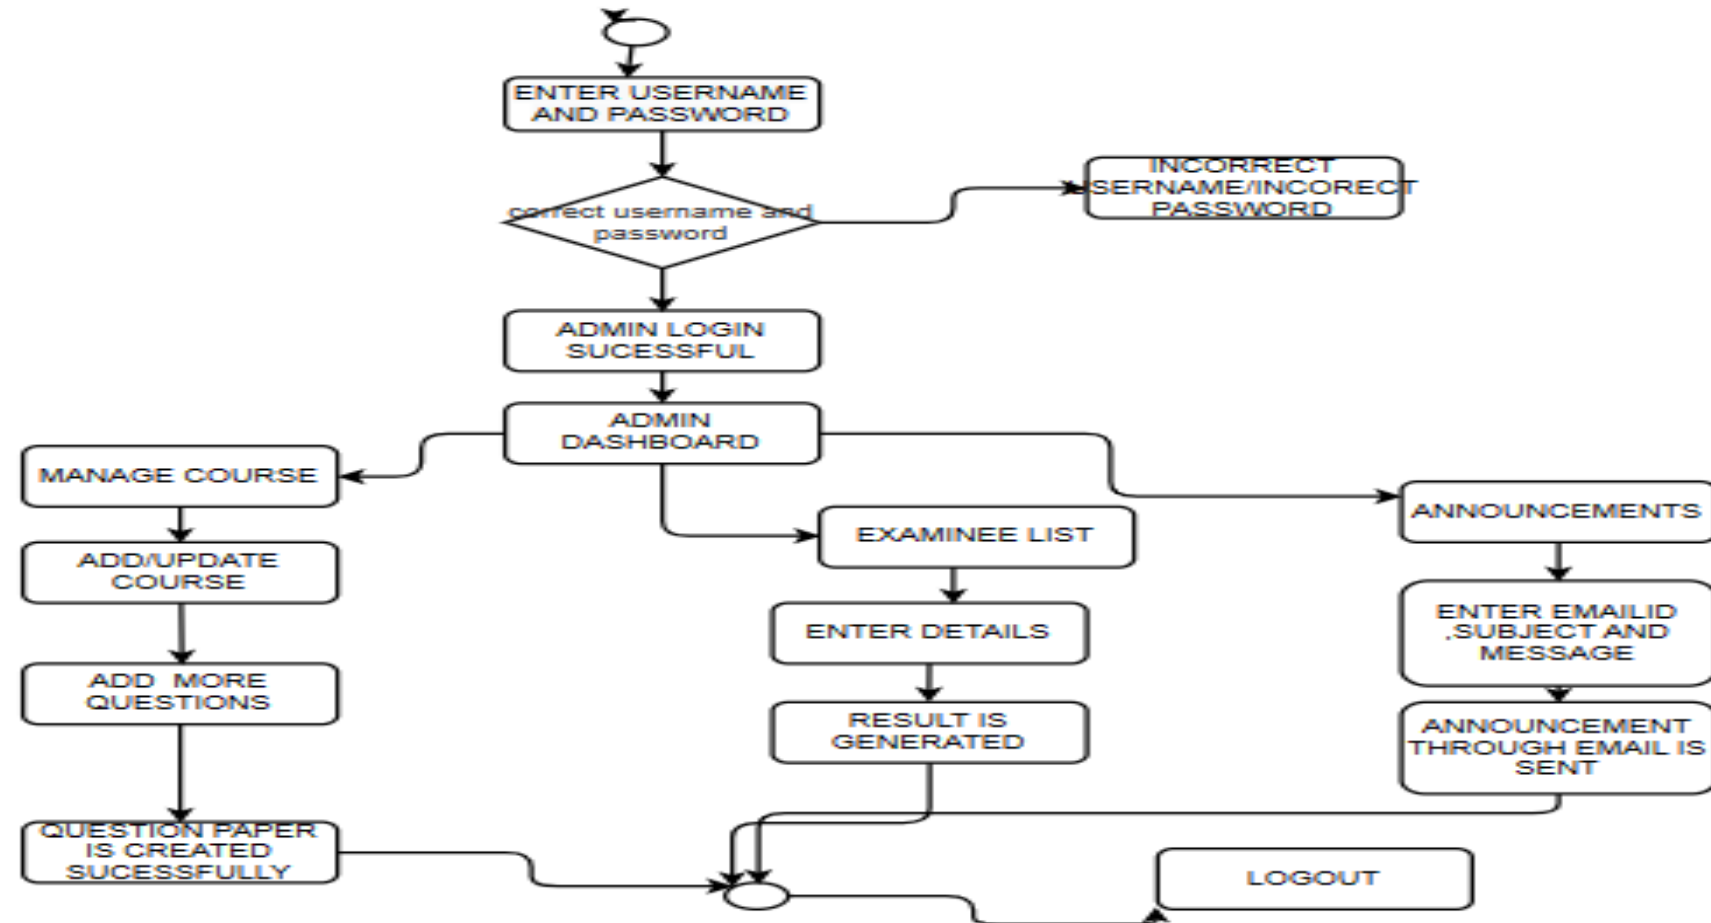 ENTER USERNAME
AND PASSWORD
INCORRECT
USERNAME/INCORECT
PASSWORD
correct username and
password
ADMIN LOGIN
SUCESSFUL
ADMIN
DASHBOARD
MANAGE COURSE
EXAMINEE LIST
ANNOUNCEMENTS
ADD/UPDATE
COURSE
ENTER DETAILS
ENTER EMAILID
,SUBJECT AND
MESSAGE
ADD MORE
QUESTIONS
RESULT IS
GENERATED
ANNOUNCEMENT
THROUGH EMAIL IS
SENT
QUESTION PAPER
IS CREATED
SUCESSFULLY
LOGOUT